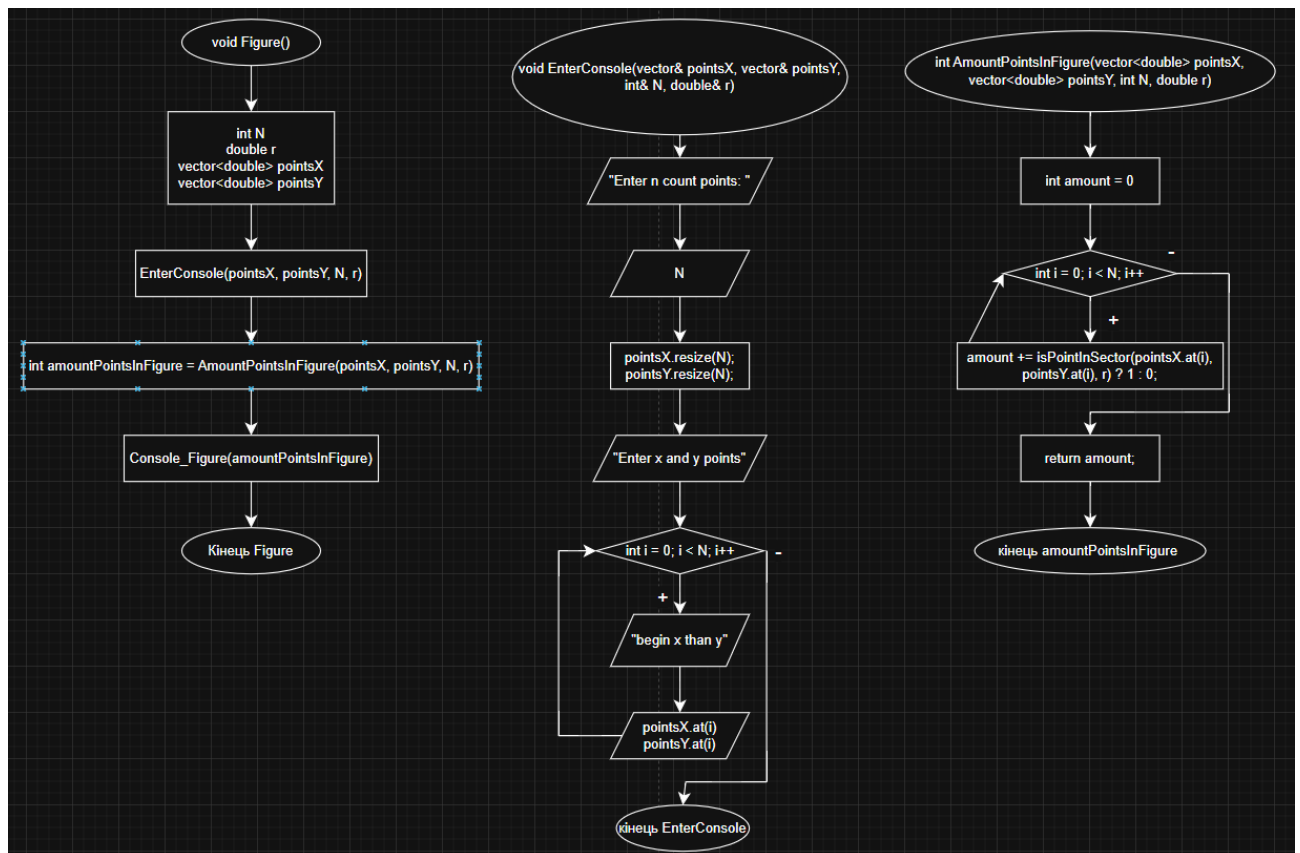 void Figure()
int N
double r
vector<double> pointsX
vector<double> pointsY
EnterConsole(pointsX, pointsY, N, r)
int amountPointsInFigure = AmountPointsInFigure(pointsX, pointsY, N, r)
Console_Figure(amountPointsInFigure)
Кінець Figure
void EnterConsole(vector& pointsX, vector& pointsY,
int& N, double& r)
"Enter n count points: "
N
pointsX.resize(N);
pointsY.resize(N);
"Enter x and y points"
int i = 0; i < N; i++
-
+
"begin x than y"
pointsX.at(i)
pointsY.at(i)
кінець EnterConsole
int AmountPointsInFigure(vector<double> pointsX,
vector<double> pointsY, int N, double r)
int amount = 0
-
int i = 0; i < N; i++
+
amount += isPointInSector(pointsX.at(i),
pointsY.at(i), r) ? 1 : 0;
return amount;
кінець amountPointsInFigure